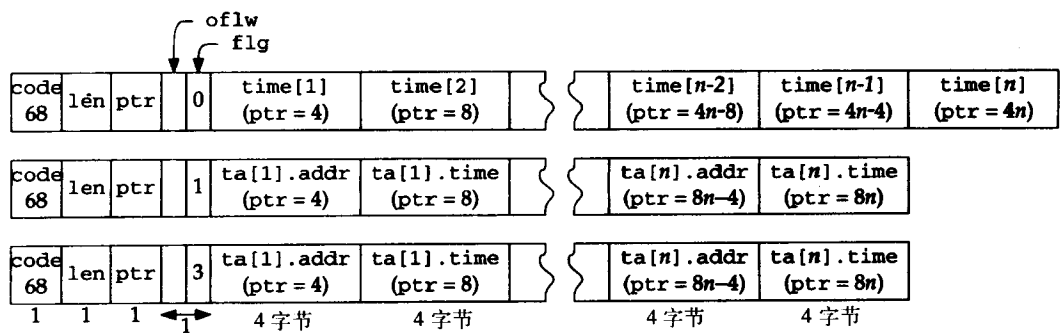 oflw
flg
code 68 len ptr 0 time[1] (ptr = 4) time[2] (ptr = 8) time[n-2] (ptr = 4n-8) time[n-1] (ptr = 4n-4) time[n] (ptr = 4n)
code 68 len ptr 1 ta[1].addr (ptr = 4) ta[1].time (ptr = 8) ta[n].addr (ptr = 8n–4) ta[n].time (ptr = 8n)
code 68 len ptr 3 ta[1].addr (ptr = 4) ta[1].time (ptr = 8) ta[n].addr (ptr = 8n–4) ta[n].time (ptr = 8n)
1 1 1 1 4 字节 4 字节 4 字节 4 字节